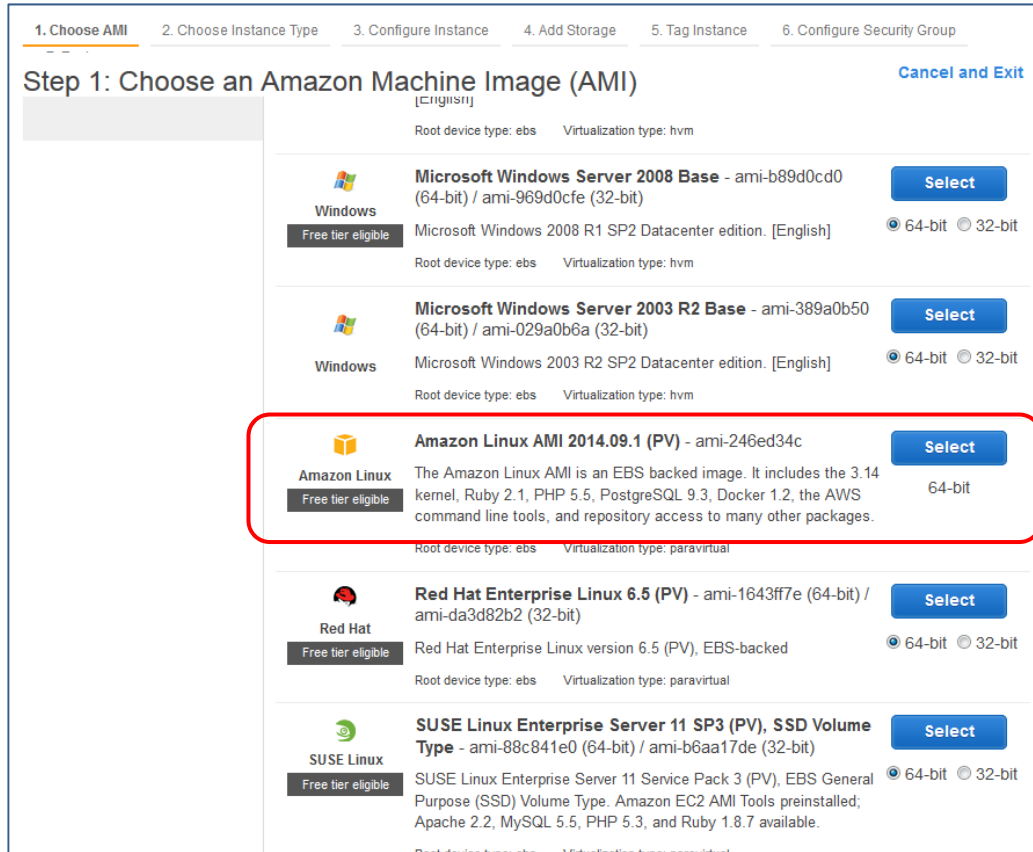 1. Choose AMI 2. Choose Instance Type 3. Configure Instance 4. Add Storage 5. Tag Instance 6. Configure Security Group
Step 1: Choose an Amazon Machine Image (AMI)
Cancel and Exit
[English]
Root device type: ebs Virtualization type: hvm
Windows
Free tier eligible
Microsoft Windows Server 2008 Base - ami-b89d0cd0
(64-bit) / ami-969d0cfe (32-bit)
Microsoft Windows 2008 R1 SP2 Datacenter edition. [English]
Root device type: ebs Virtualization type: hvm
Select
64-bit 32-bit
Windows
Microsoft Windows Server 2003 R2 Base - ami-389a0b50
(64-bit) / ami-029a0b6a (32-bit)
Microsoft Windows 2003 R2 SP2 Datacenter edition. [English]
Root device type: ebs Virtualization type: hvm
Select
64-bit 32-bit
Amazon Linux
Free tier eligible
Amazon Linux AMI 2014.09.1 (PV) - ami-246ed34c
The Amazon Linux AMI is an EBS backed image. It includes the 3.14
kernel, Ruby 2.1, PHP 5.5, PostgreSQL 9.3, Docker 1.2, the AWS
command line tools, and repository access to many other packages.
Root device type: ebs Virtualization type: paravirtual
Select
64-bit
Red Hat
Free tier eligible
Red Hat Enterprise Linux 6.5 (PV) - ami-1643ff7e (64-bit) /
ami-da3d82b2 (32-bit)
Red Hat Enterprise Linux version 6.5 (PV), EBS-backed
Root device type: ebs Virtualization type: paravirtual
Select
64-bit 32-bit
SUSE Linux
Free tier eligible
SUSE Linux Enterprise Server 11 SP3 (PV), SSD Volume
Type - ami-88c841e0 (64-bit) / ami-b6aa17de (32-bit)
SUSE Linux Enterprise Server 11 Service Pack 3 (PV), EBS General
Purpose (SSD) Volume Type. Amazon EC2 AMI Tools preinstalled;
Apache 2.2, MySQL 5.5, PHP 5.3, and Ruby 1.8.7 available.
Root device type: ebs Virtualization type: paravirtual
Select
64-bit 32-bit